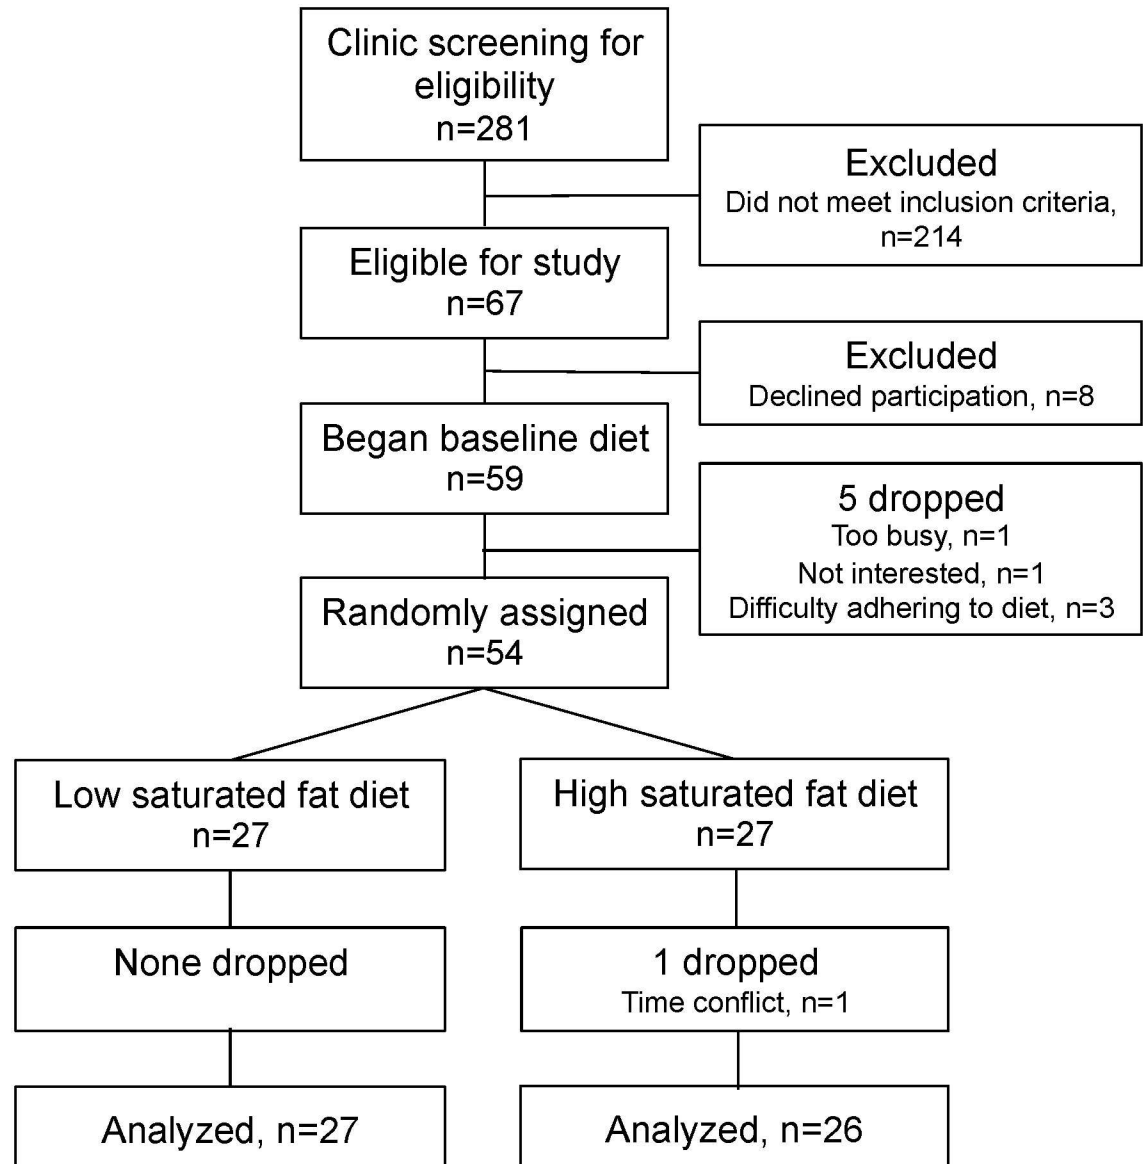 Clinic screening for
eligibility
n=281
Excluded
Did not meet inclusion criteria,
n=214
Eligible for study
n=67
Excluded
Declined participation, n=8
Began baseline diet
n=59
5 dropped
Too busy, n=1
Not interested, n=1
Difficulty adhering to diet, n=3
Randomly assigned
n=54
Low saturated fat diet
n=27
High saturated fat diet
n=27
None dropped
1 dropped
Time conflict, n=1
Analyzed, n=27
Analyzed, n=26